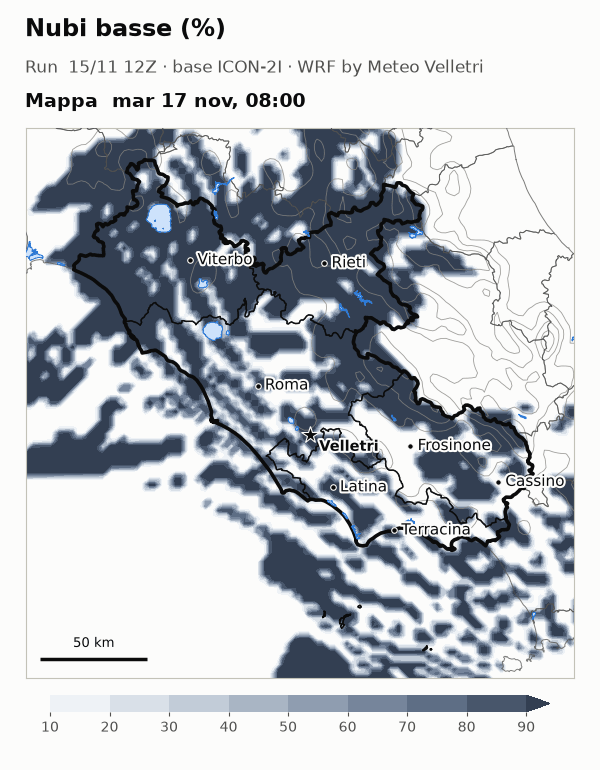 Nubi basse (%)
Run  15/11 12Z · base ICON-2I · WRF by Meteo Velletri
Mappa  mar 17 nov, 08:00
Viterbo
Rieti
Roma
Velletri
Frosinone
Cassino
Latina
Terracina
50 km
10 20 30 40 50 60 70 80 90